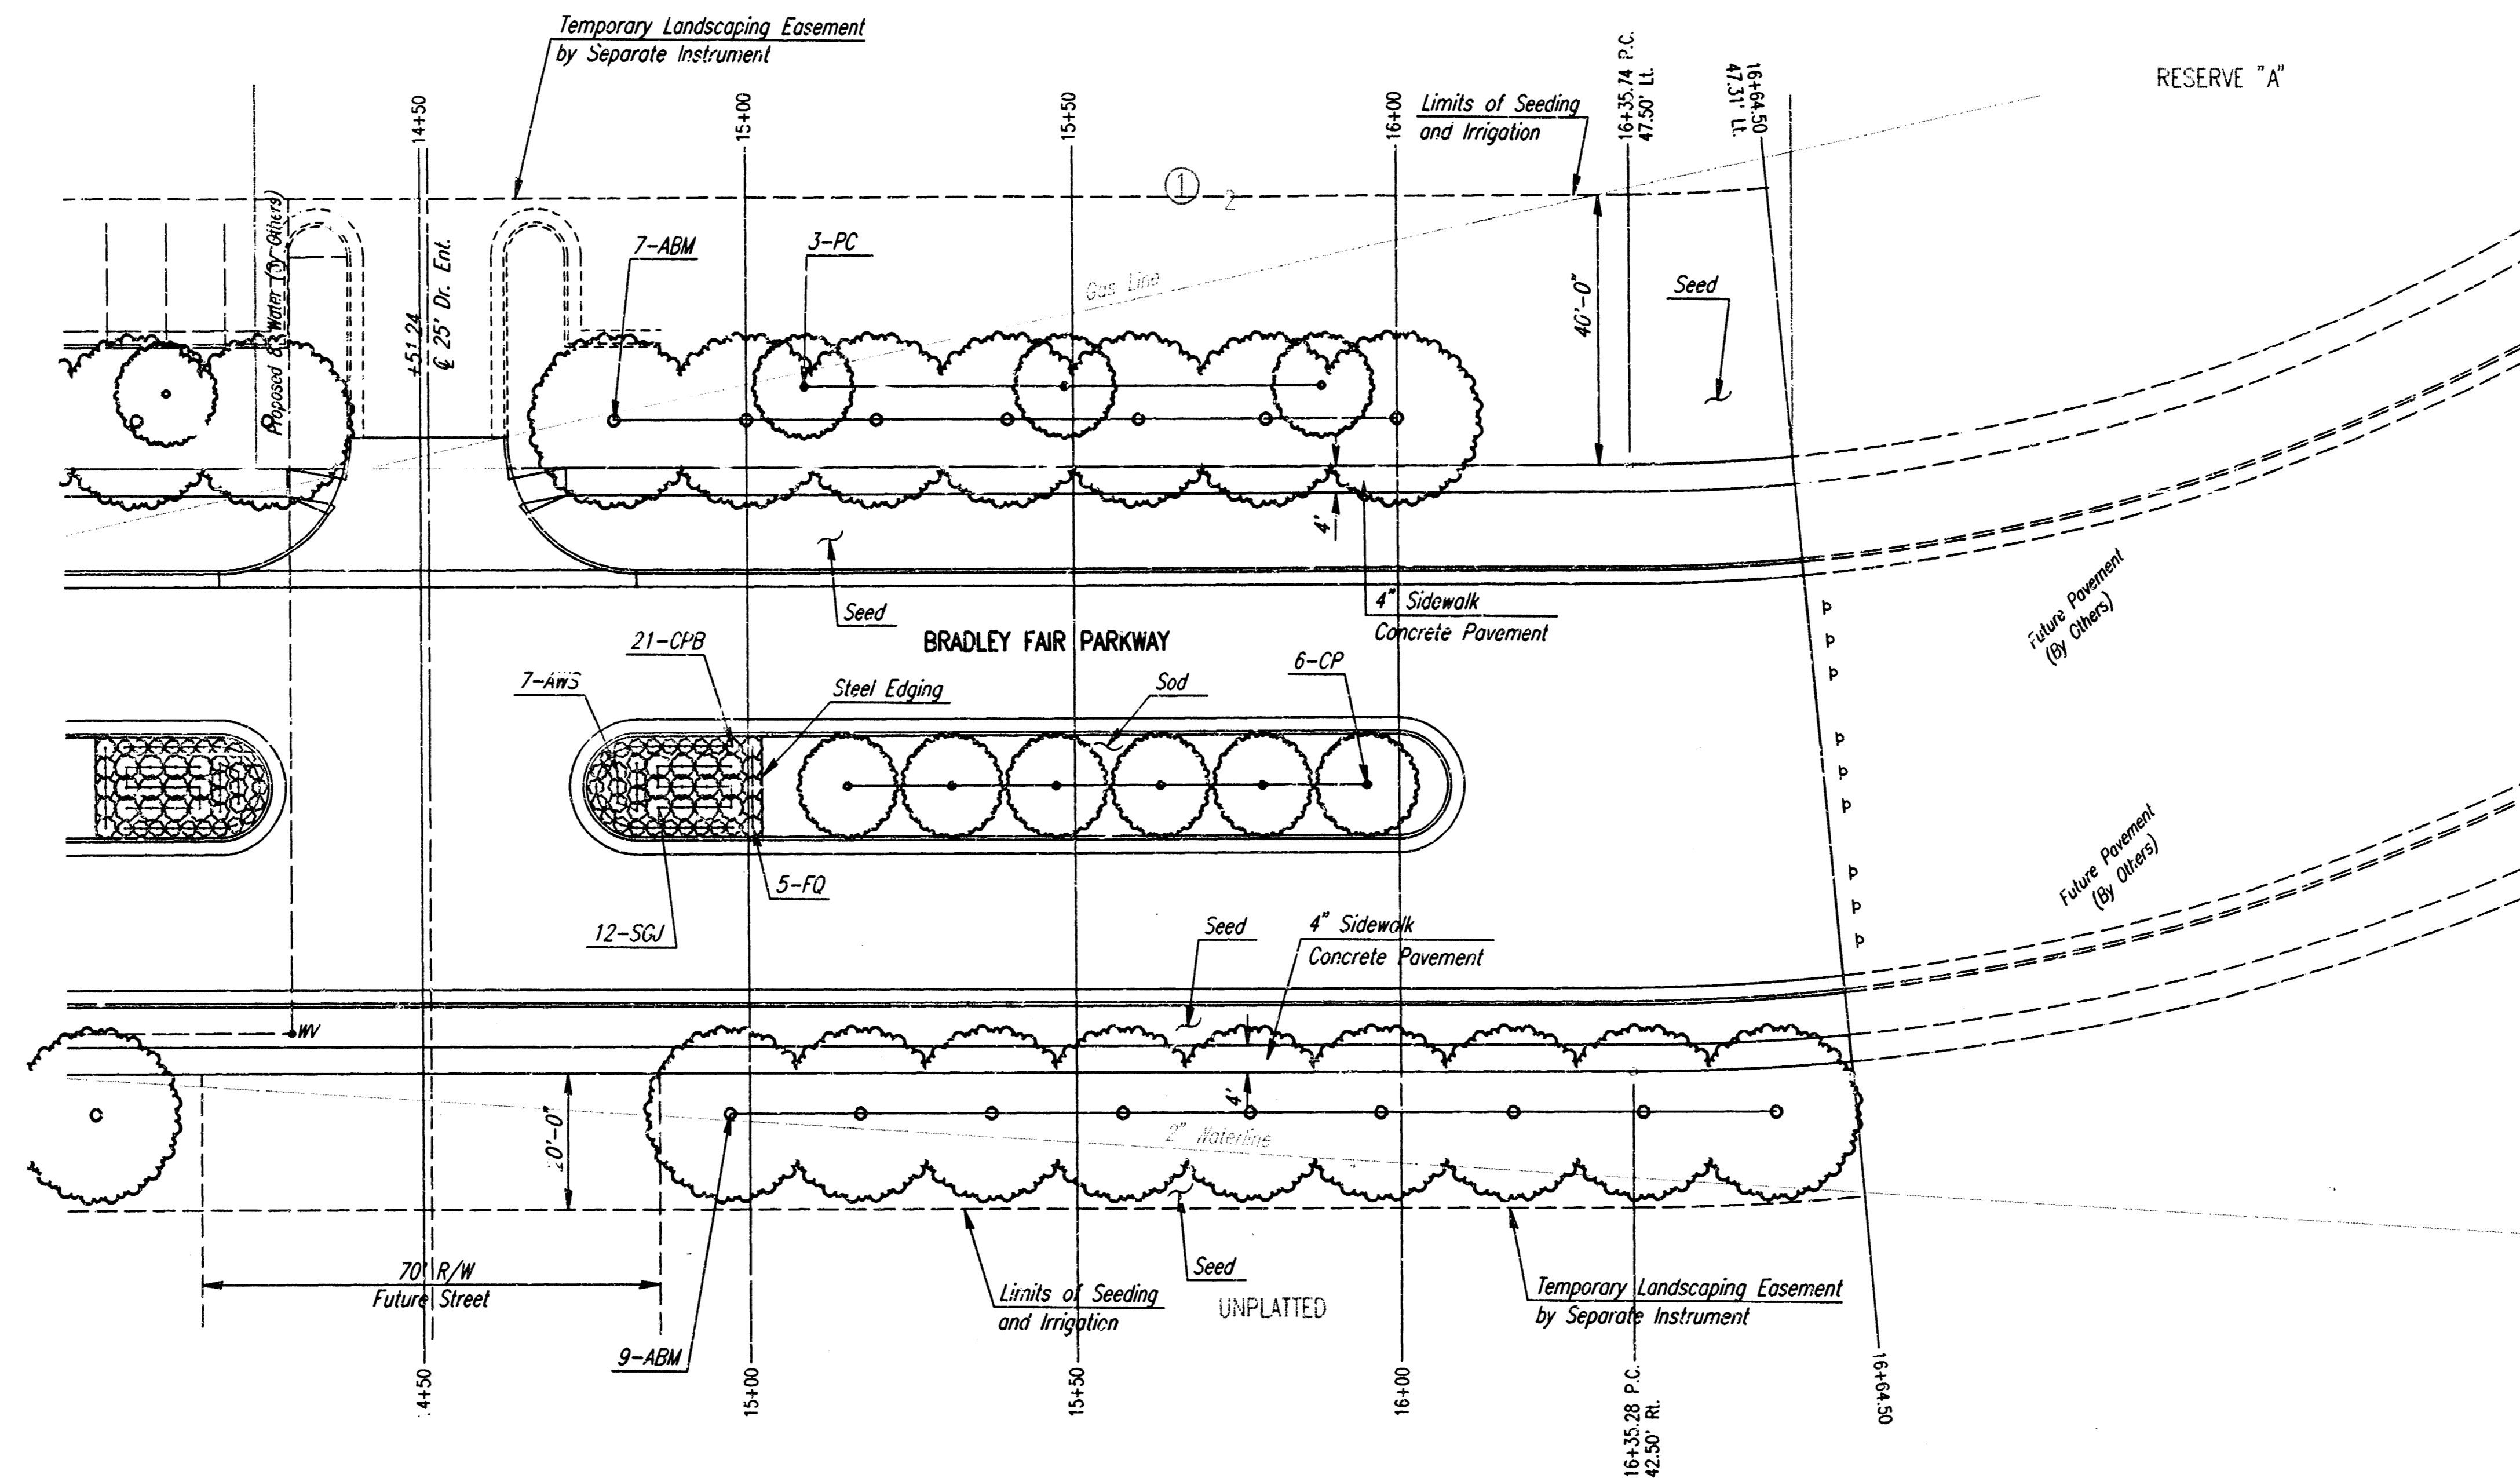 Temporary Landscaping Easement
by Separate Instrument
RESERVE "A"
14+50
15+00
15+50
16+00
Limits of Seeding
and Irrigation
16+35.74 P.C.
47.50' Lt.
16+64.50
47.31' Lt.
1
2
Proposed 8" Water (By Others)
+51.24
℄ 25' Dr. Ent.
7-ABM
3-PC
Gas Line
40'-0"
Seed
4'
Seed
4" Sidewalk
Concrete Pavement
BRADLEY FAIR PARKWAY
Future Pavement
(By Others)
21-CPB
7-AWS
Steel Edging
Sod
6-CP
5-FQ
12-SGJ
Future Pavement
(By Others)
Seed
4" Sidewalk
Concrete Pavement
WV
4'
20'-0"
2" Waterline
70' R/W
Future Street
Limits of Seeding
and Irrigation
Seed
UNPLATTED
Temporary Landscaping Easement
by Separate Instrument
9-ABM
14+50
15+00
15+50
16+00
16+35.28 P.C.
42.50' Rt.
16+64.50